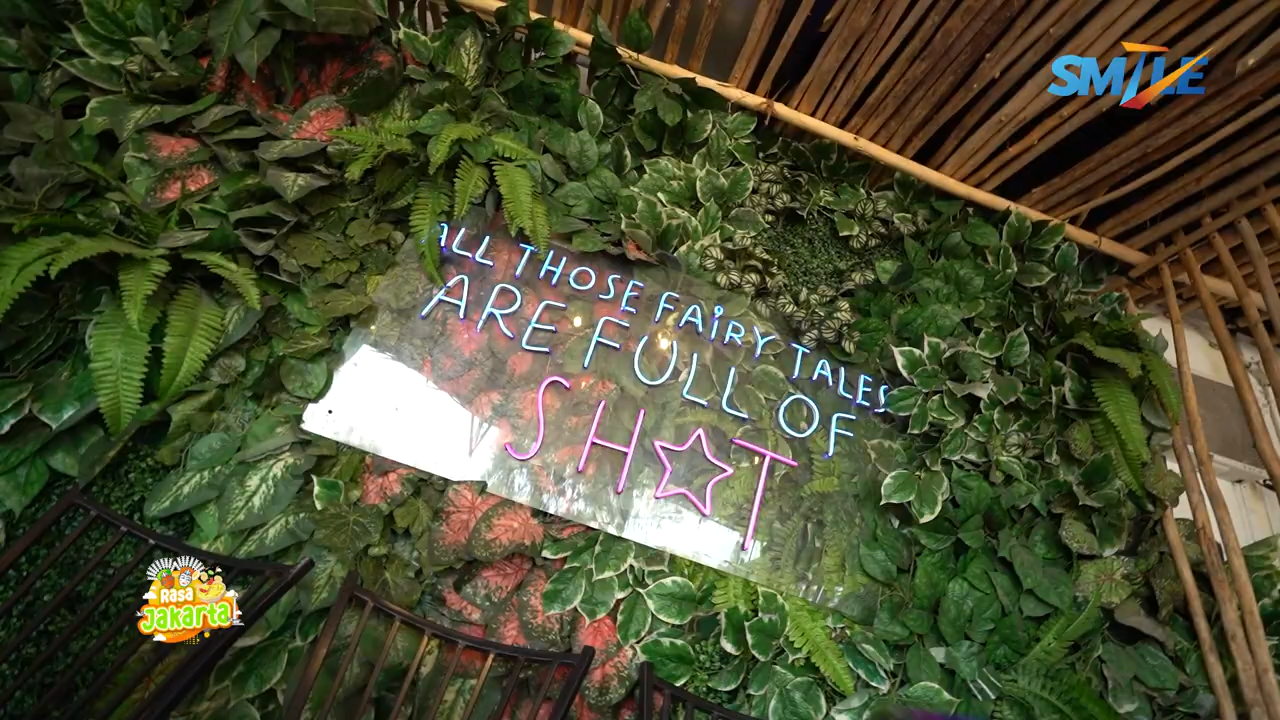 SMILE
ALL THOSE FAiRY TALES
ARE FULL OF
SH☆T
Rasa
Jakarta